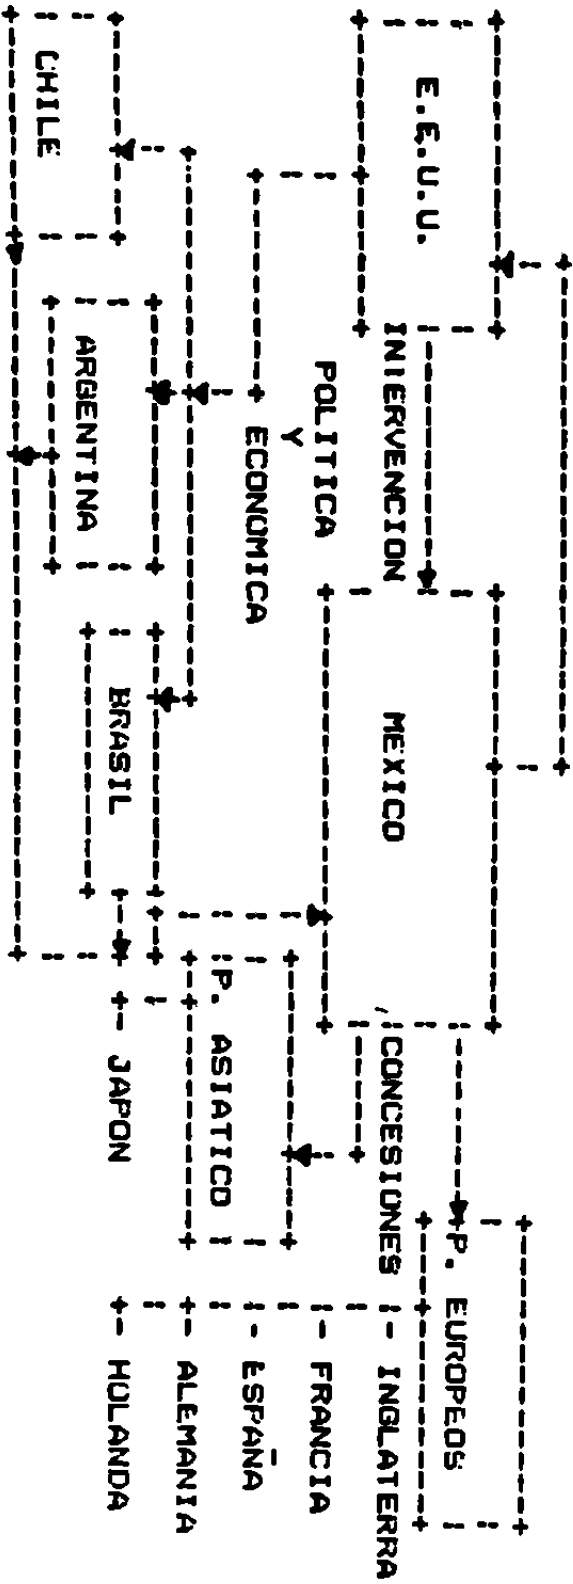 P. EUROPEOS
E.E.U.U.
INTERVENCION MEXICO CONCESIONES - INGLATERRA
POLITICA - FRANCIA
Y
ECONOMICA - ESPAÑA
P. ASIATICO - ALEMANIA
BRASIL - JAPON - HOLANDA
ARGENTINA
CHILE